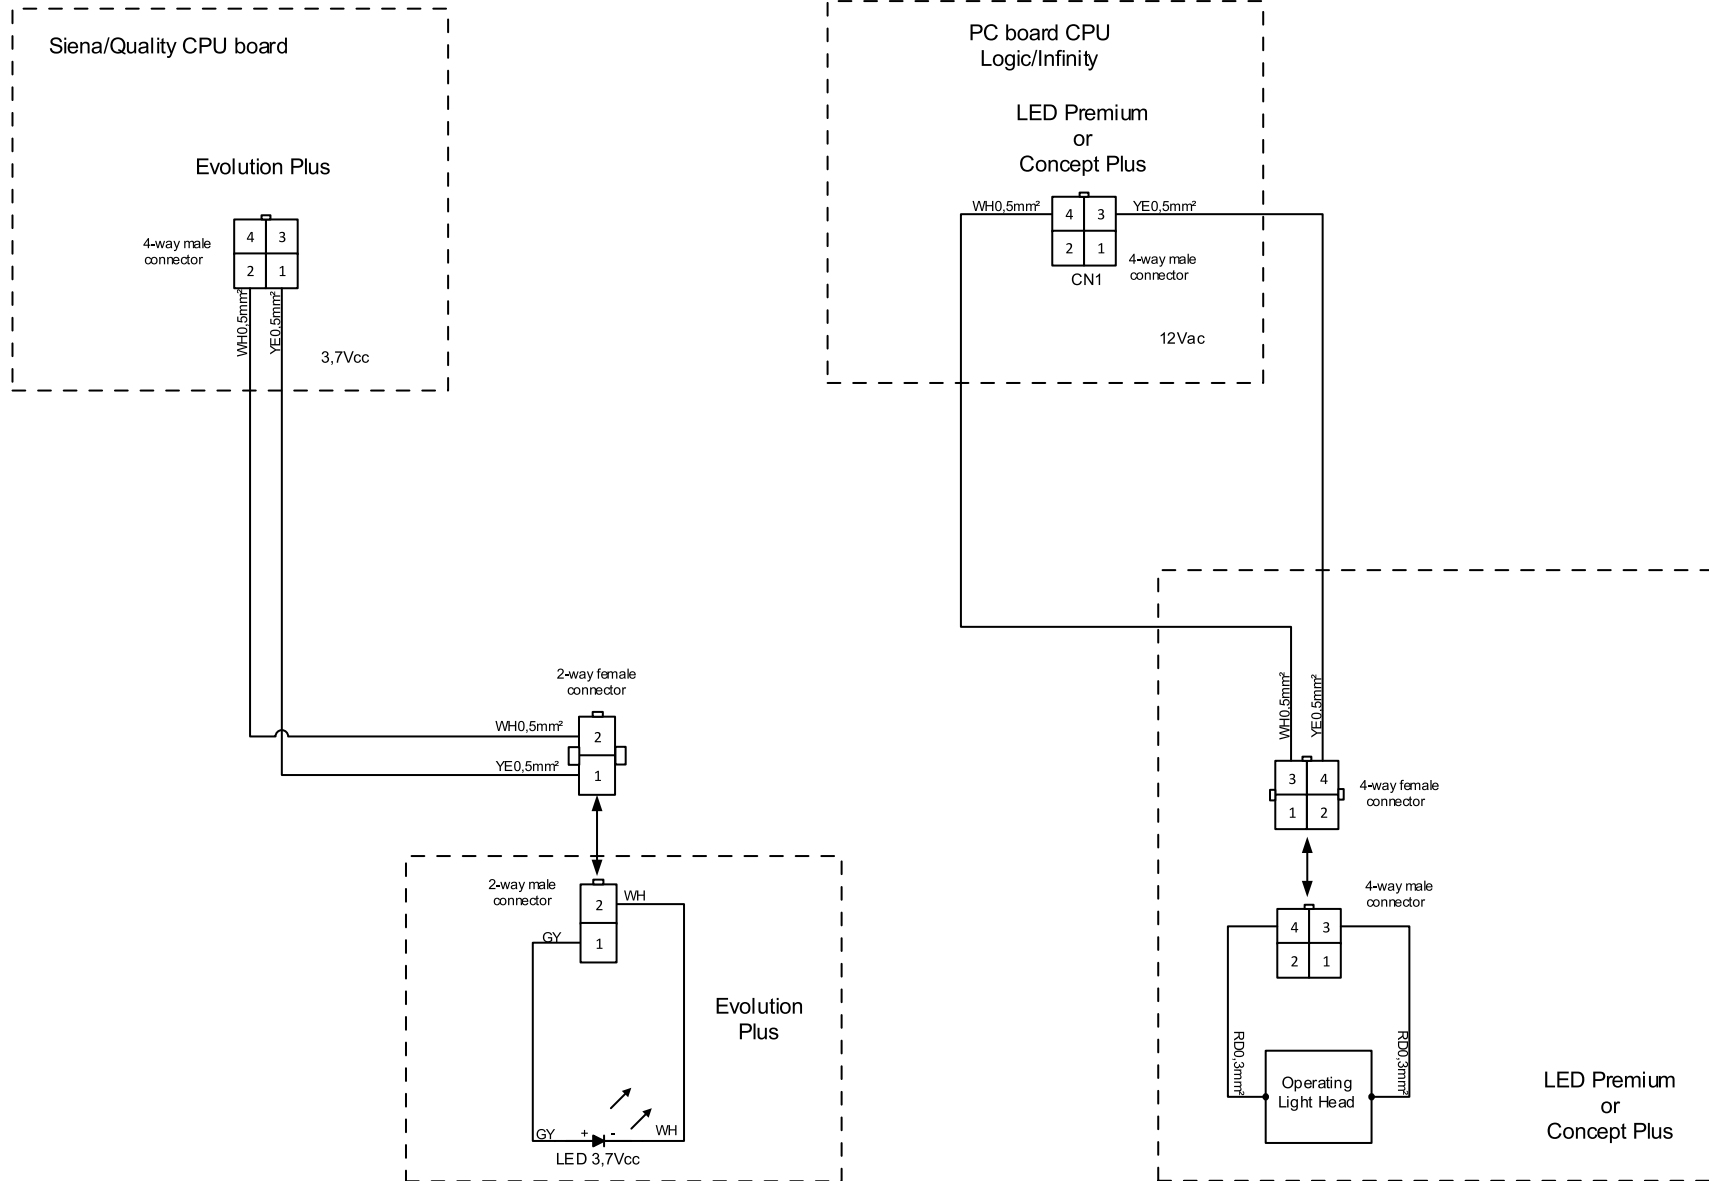 Siena/Quality CPU board
Evolution Plus
4-way male
connector
4 3
2 1
WH0,5mm²
YE0,5mm²
3,7Vcc
2-way female
connector
WH0,5mm²
2
YE0,5mm²
1
2-way male
connector
2
WH
GY
1
Evolution
Plus
GY
+
-
WH
LED 3,7Vcc
PC board CPU
Logic/Infinity
LED Premium
or
Concept Plus
WH0,5mm²
4 3
YE0,5mm²
2 1
4-way male
connector
CN1
12Vac
WH0,5mm²
YE0,5mm²
3 4
1 2
4-way female
connector
4-way male
connector
4 3
2 1
RD0,3mm²
RD0,3mm²
Operating
Light Head
LED Premium
or
Concept Plus